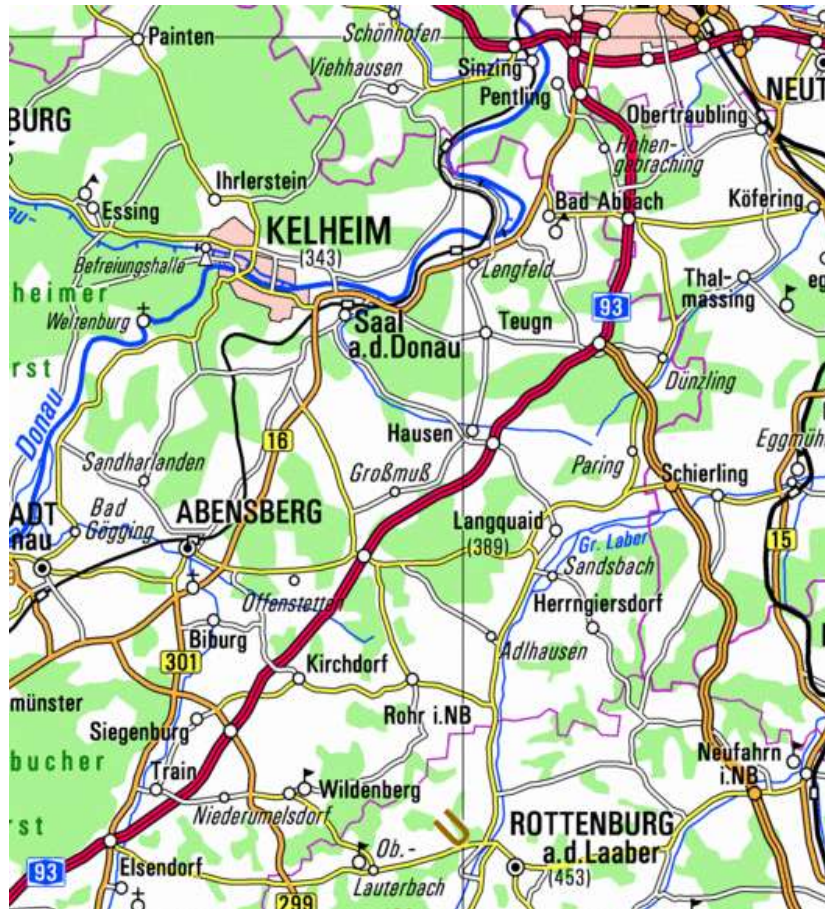 Schönhofen
Painten
Sinzing
Viehhausen
Pentling
NEUT
BURG
Obertraubling
Hohen-
gebraching
Ihrlerstein
Bad Abbach
Essing
Köfering
KELHEIM
(343)
Befreiungshalle
Lengfeld
Thal-
massing
heimer
Weltenburg
93
Saal
a.d.Donau
Teugn
rst
Dünzling
Donau
16
Hausen
Eggmüh
Sandharlanden
Großmuß
Paring
Schierling
Bad
Gögging
ADT
nau
ABENSBERG
Langquaid
(389)
Gr. Laber
15
Sandsbach
Offenstetten
Herrngiersdorf
Biburg
Adlhausen
301
Kirchdorf
münster
Rohr i.NB
Siegenburg
bucher
Neufahrn
i.NB
Train
Wildenberg
Niederumelsdorf
rst
U
ROTTENBURG
a.d.Laaber
(453)
Ob.-
Lauterbach
93
Elsendorf
299